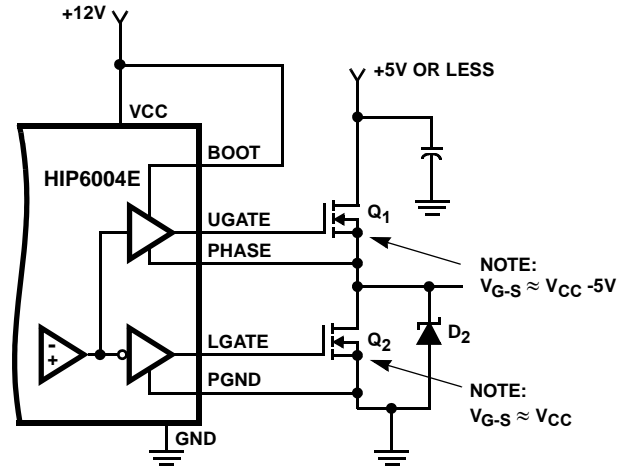 +12V
+5V OR LESS
VCC
BOOT
HIP6004E
UGATE
Q1
PHASE
NOTE:
VG-S ≈ VCC -5V
- +
LGATE
Q2
D2
PGND
NOTE:
VG-S ≈ VCC
GND